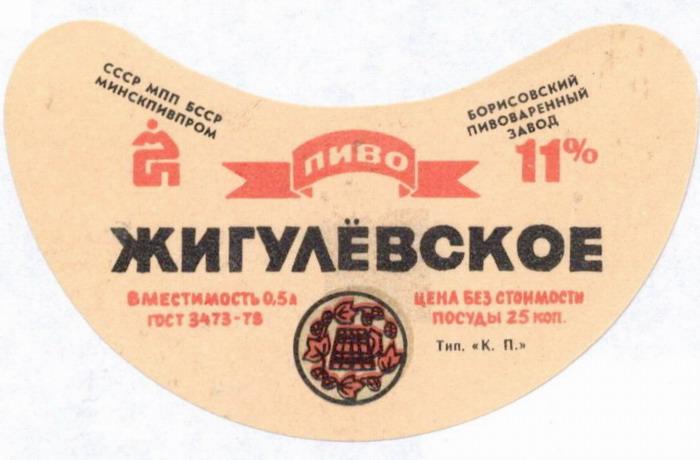 СССР МПП БССР
МИНСКПИВПРОМ
БОРИСОВСКИЙ
ПИВОВАРЕННЫЙ
ЗАВОД
11%
ПИВО
ЖИГУЛЁВСКОЕ
ВМЕСТИМОСТЬ 0,5 л
ГОСТ 3473-78
ЦЕНА БЕЗ СТОИМОСТИ
ПОСУДЫ 25 КОП.
Тип. «К. П.»